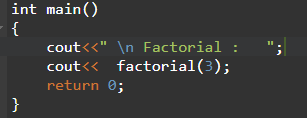 int main()
{
    cout<<" \n Factorial :   ";
    cout<<  factorial(3);
    return 0;
}